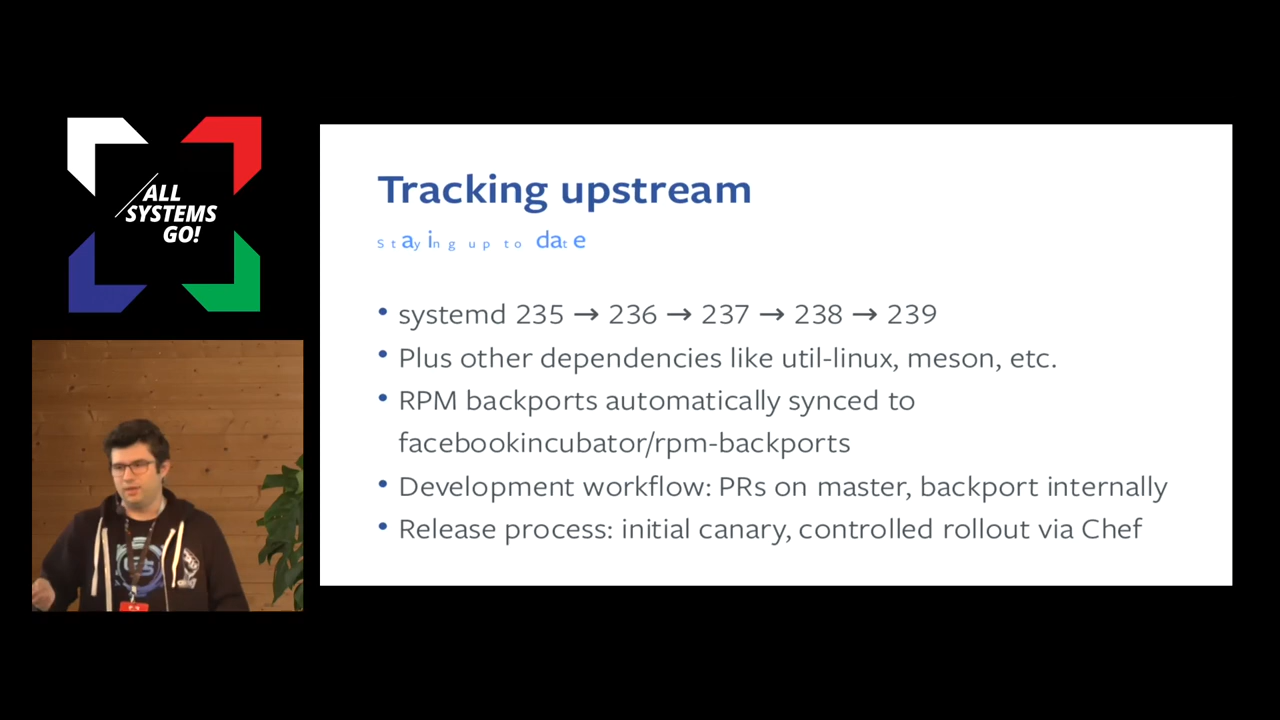 ALL
SYSTEMS
GO!
Tracking upstream
Staying up to date
• systemd 235 → 236 → 237 → 238 → 239
• Plus other dependencies like util-linux, meson, etc.
• RPM backports automatically synced to
facebookincubator/rpm-backports
• Development workflow: PRs on master, backport internally
• Release process: initial canary, controlled rollout via Chef